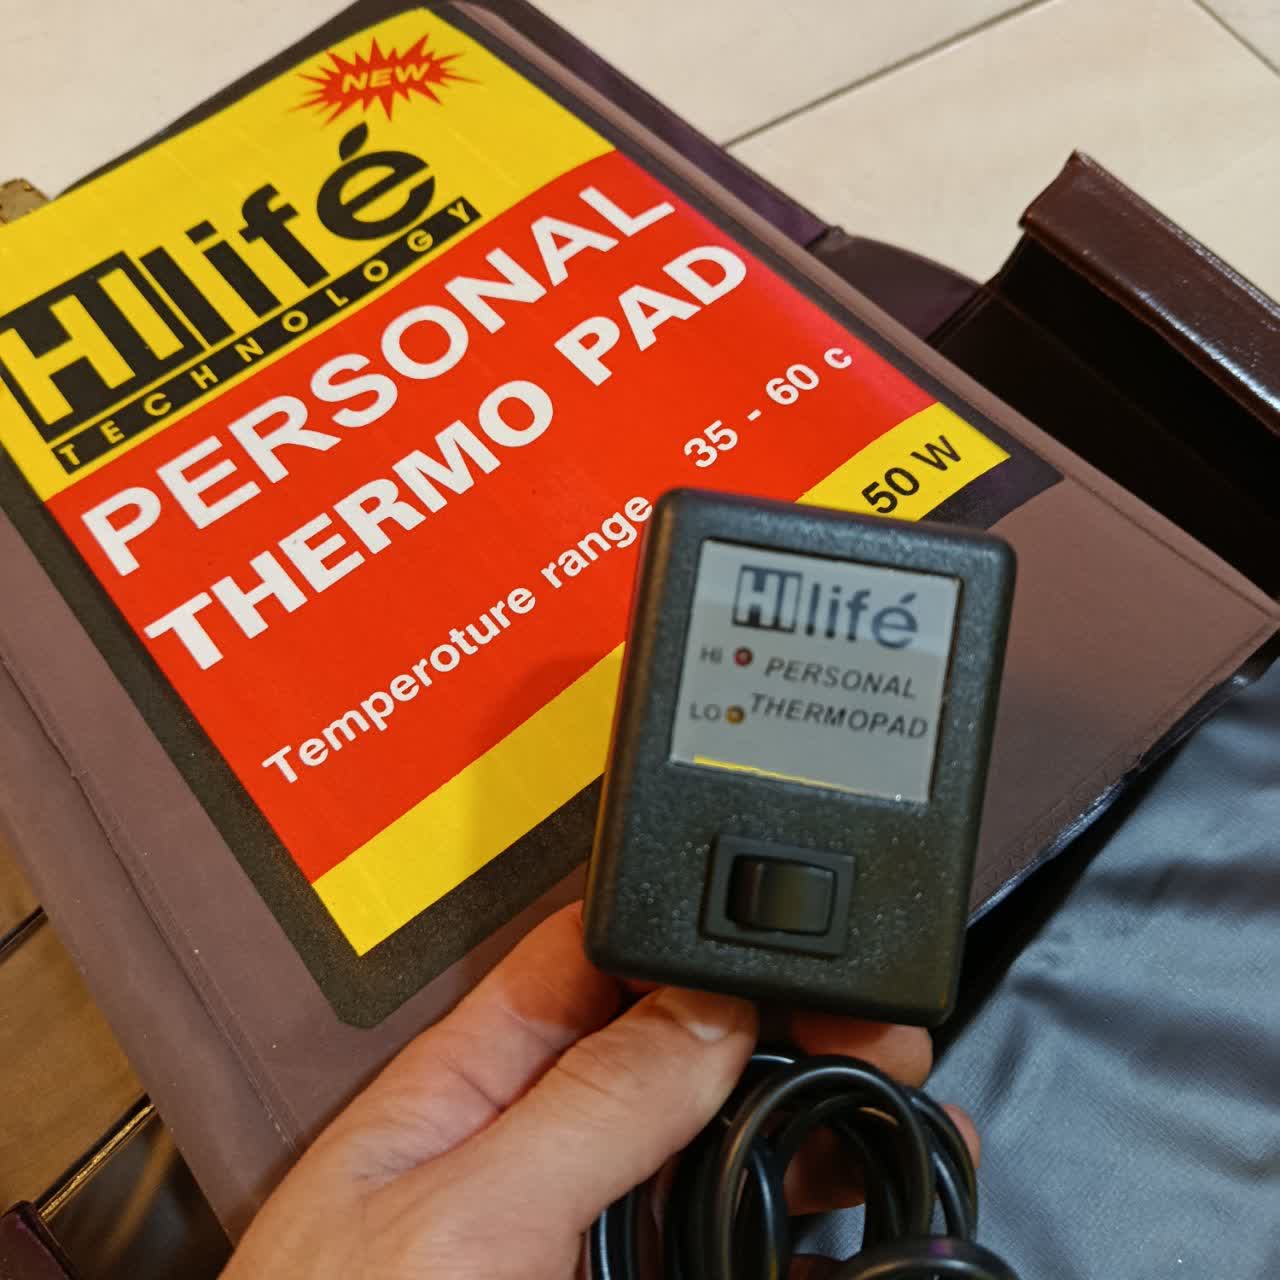 NEW
HIlifé
TECHNOLOGY
PERSONAL
THERMO PAD
Temperoture range 35 - 60 c
50 W
HIlifé
HI PERSONAL
LO THERMOPAD